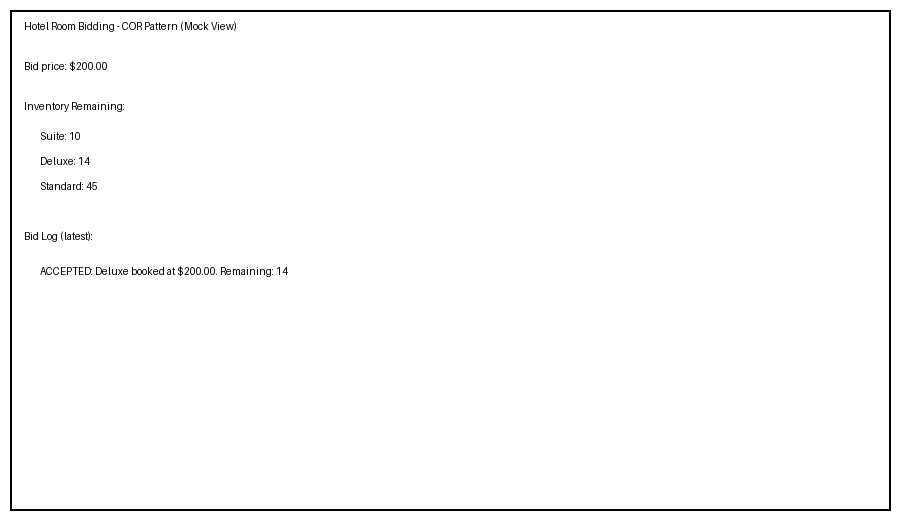 Hotel Room Bidding - COR Pattern (Mock View)
Bid price: $200.00
Inventory Remaining:
Suite: 10
Deluxe: 14
Standard: 45
Bid Log (latest):
ACCEPTED: Deluxe booked at $200.00. Remaining: 14